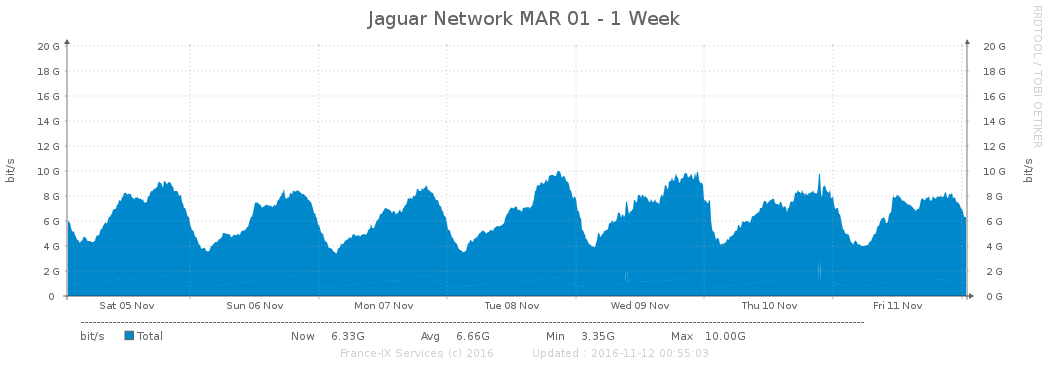 Jaguar Network MAR 01 - 1 Week
RRDTOOL / TOBI OETIKER
20 G 20 G
18 G 18 G
16 G 16 G
14 G 14 G
12 G 12 G
10 G 10 G
8 G 8 G
6 G 6 G
4 G 4 G
2 G 2 G
0 0 G
bit/s bit/s
Sat 05 Nov Sun 06 Nov Mon 07 Nov Tue 08 Nov Wed 09 Nov Thu 10 Nov Fri 11 Nov
bit/s Total Now 6.33G Avg 6.66G Min 3.35G Max 10.00G
France-IX Services (c) 2016 Updated : 2016-11-12 00:55:03